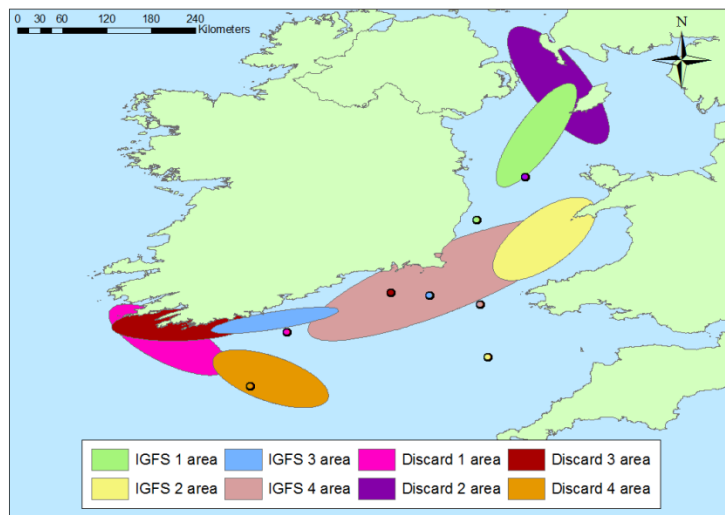 0 30 60 120 180 240
Kilometers
N
IGFS 1 area IGFS 3 area Discard 1 area Discard 3 area
IGFS 2 area IGFS 4 area Discard 2 area Discard 4 area